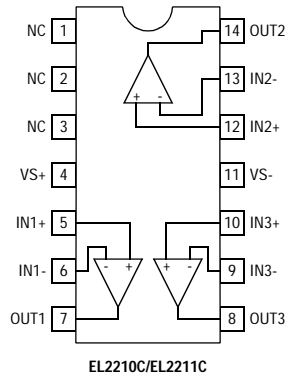 NC 1 14 OUT2
NC 2 13 IN2-
NC 3 + - 12 IN2+
VS+ 4 11 VS-
IN1+ 5 10 IN3+
IN1- 6 - + + - 9 IN3-
OUT1 7 8 OUT3
EL2210C/EL2211C